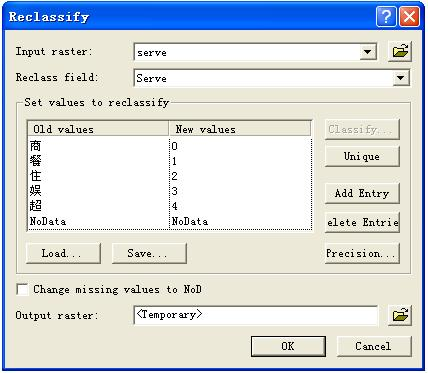 Reclassify
Input raster: serve
Reclass field: Serve
Set values to reclassify
Old values New values
商 0
餐 1
住 2
娱 3
超 4
NoData NoData
Classify...
Unique
Add Entry
elete Entrie
Load... Save... Precision...
Change missing values to NoD
Output raster: <Temporary>
OK Cancel